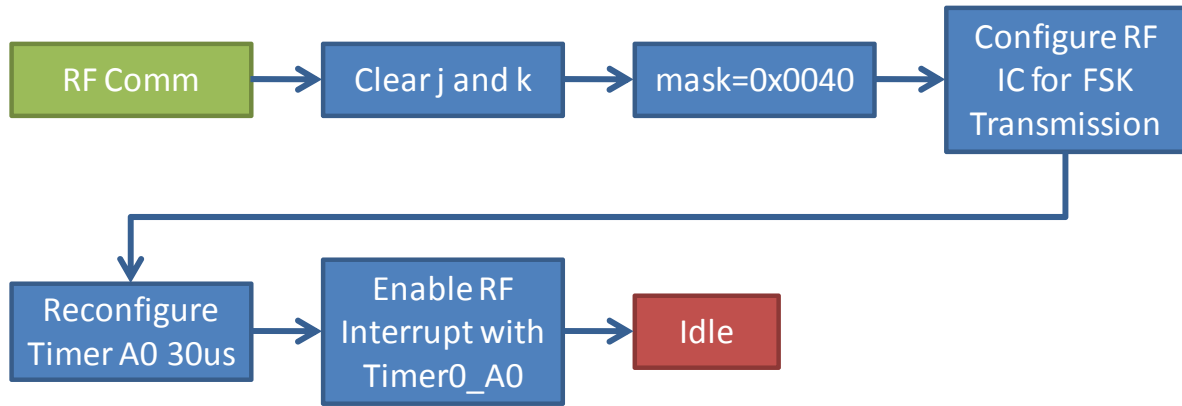 RF Comm
Clear j and k
mask=0x0040
Configure RF
IC for FSK
Transmission
Reconfigure
Timer A0 30us
Enable RF
Interrupt with
Timer0_A0
Idle